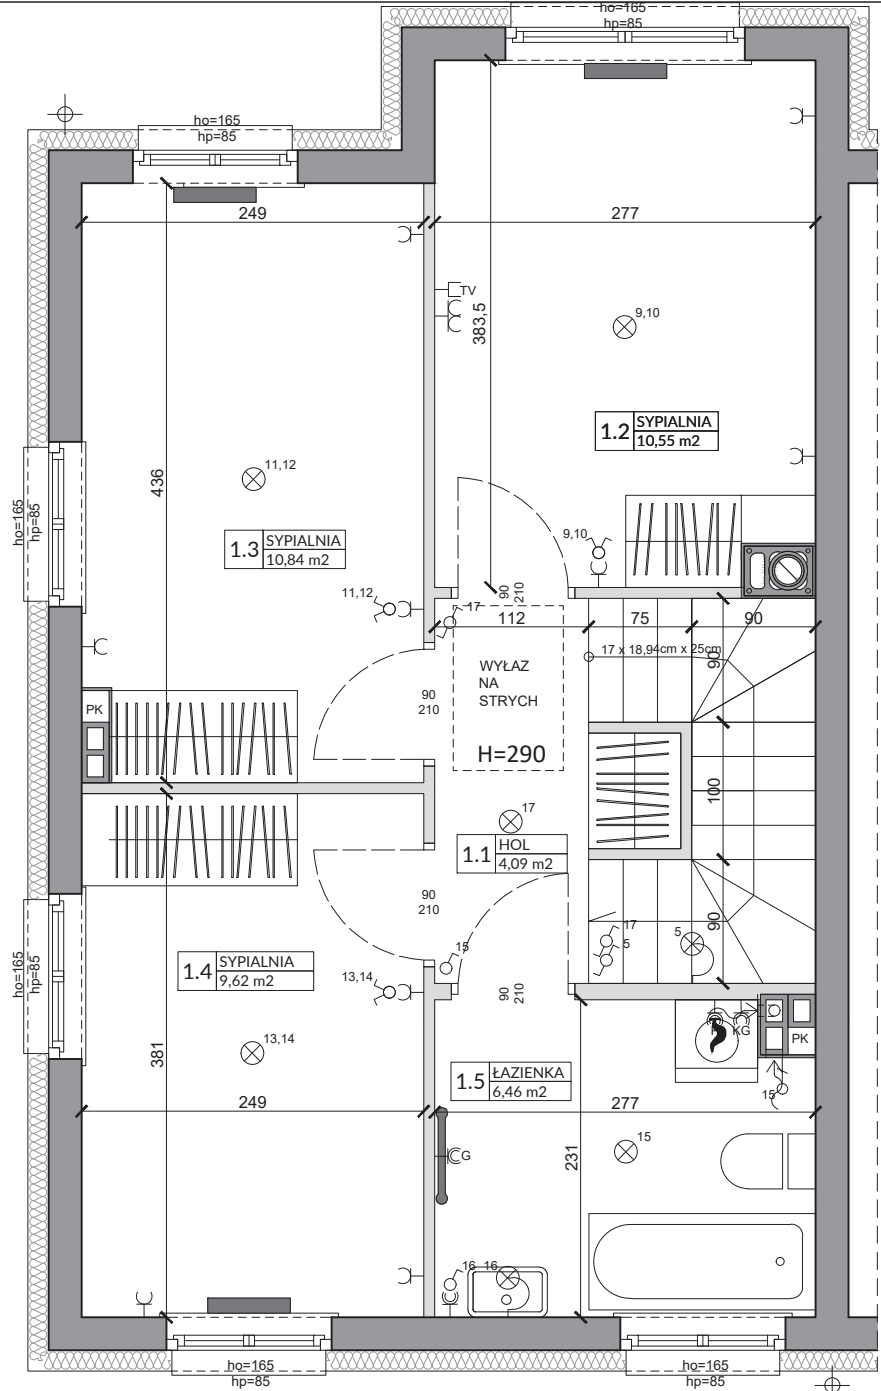 ho=165
hp=85
ho=165
hp=85
249
277
TV
383,5
9,10
1.2
SYPIALNIA
10,55 m2
436
11,12
ho=165
hp=85
1.3
SYPIALNIA
10,84 m2
9,10
11,12
90
210
17
112
75
90
17 x 18,94cm x 25cm
90
WYŁAZ
NA
STRYCH
H=290
90
210
PK
100
17
1.1
HOL
4,09 m2
90
210
90
17
5
5
15
1.4
SYPIALNIA
9,62 m2
ho=165
hp=85
13,14
90
210
13,14
381
KG
PK
1.5
ŁAZIENKA
6,46 m2
15
249
277
15
231
G
16
16
ho=165
hp=85
ho=165
hp=85